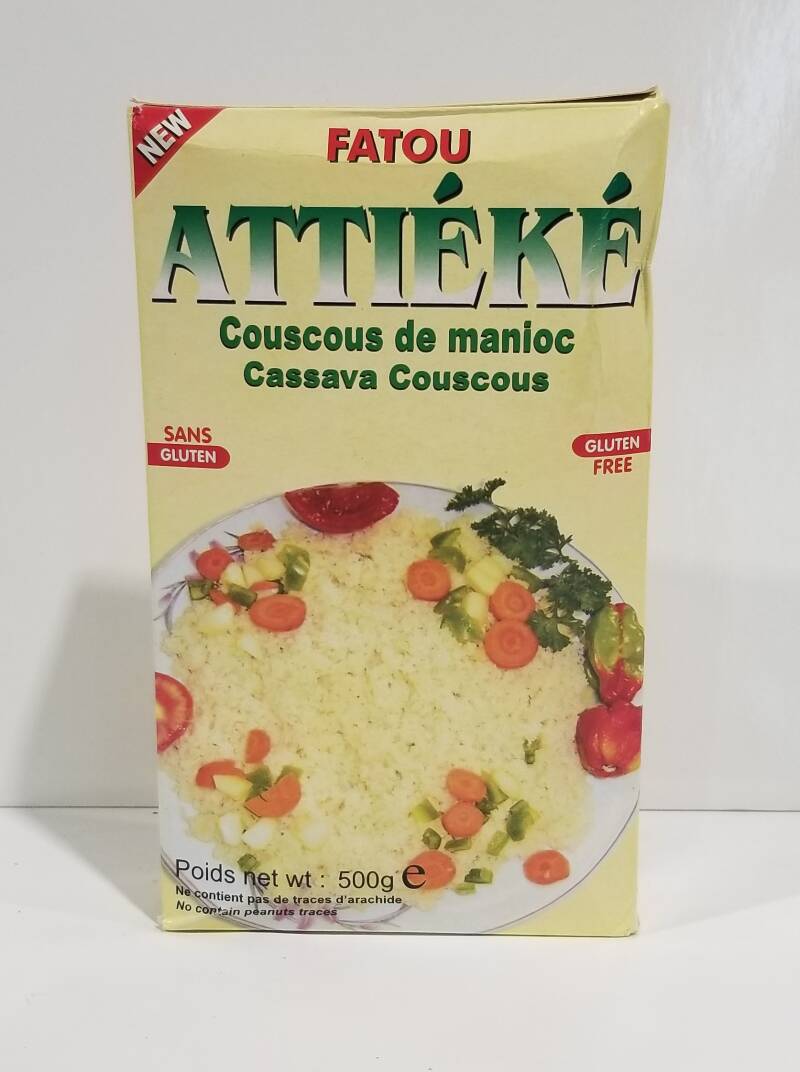 NEW
FATOU
ATTIÉKÉ
Couscous de manioc
Cassava Couscous
SANS
GLUTEN
GLUTEN
FREE
Poids net wt : 500g e
Ne contient pas de traces d'arachide
No contain peanuts traces